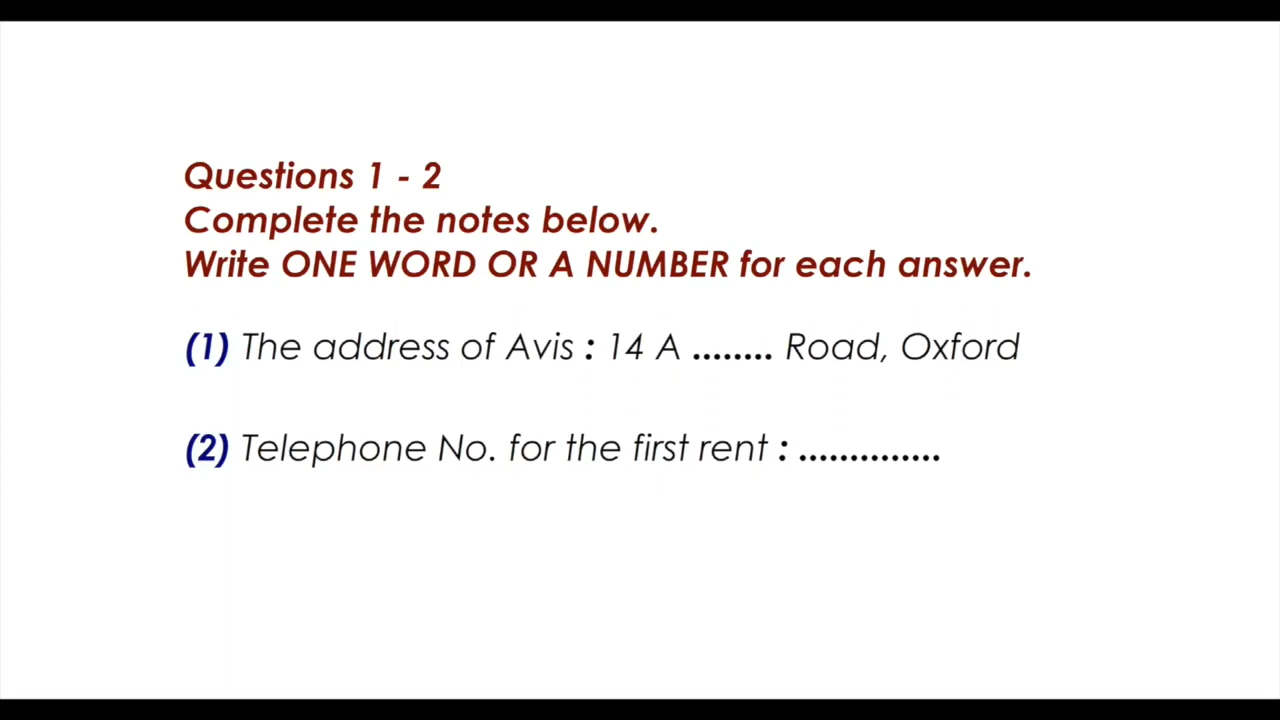 Questions 1 - 2
Complete the notes below.
Write ONE WORD OR A NUMBER for each answer.
(1) The address of Avis : 14 A ........ Road, Oxford
(2) Telephone No. for the first rent : ..............